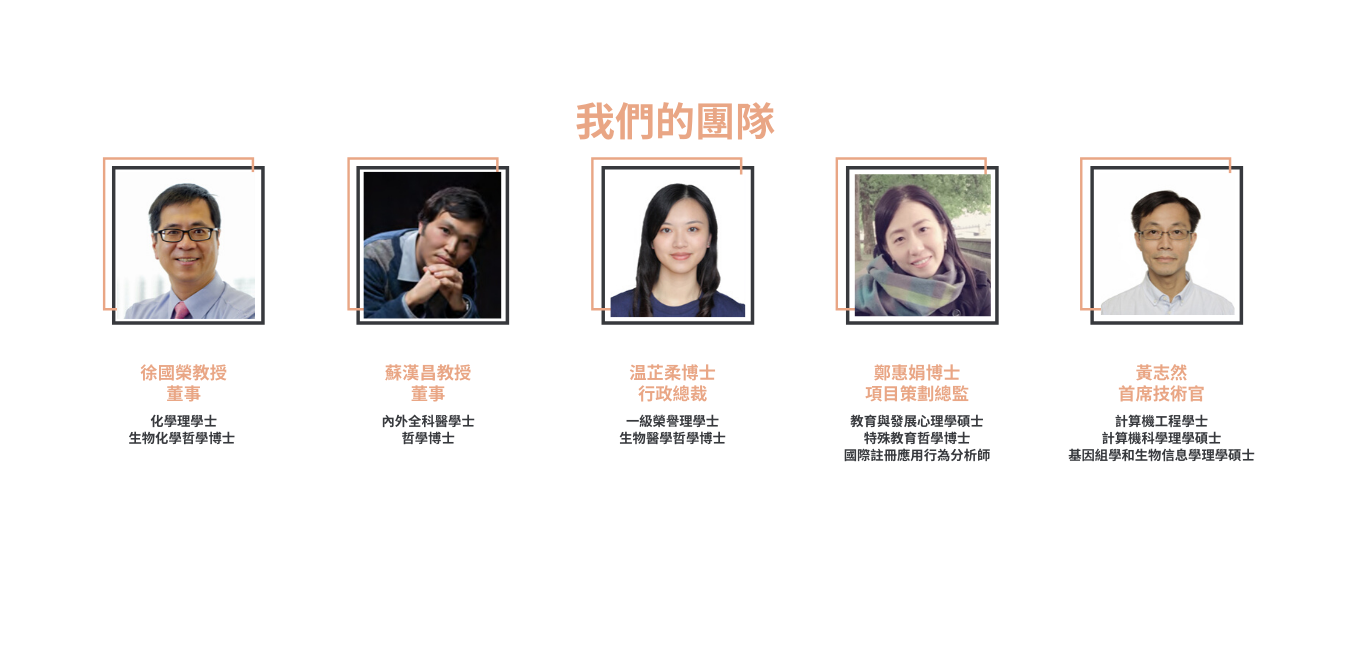 我們的團隊
徐國榮教授
董事
化學理學士
生物化學哲學博士
蘇漢昌教授
董事
內外全科醫學士
哲學博士
温芷柔博士
行政總裁
一級榮譽理學士
生物醫學哲學博士
鄭惠娟博士
項目策劃總監
教育與發展心理學碩士
特殊教育哲學博士
國際註冊應用行為分析師
黃志然
首席技術官
計算機工程學士
計算機科學理學碩士
基因組學和生物信息學理學碩士